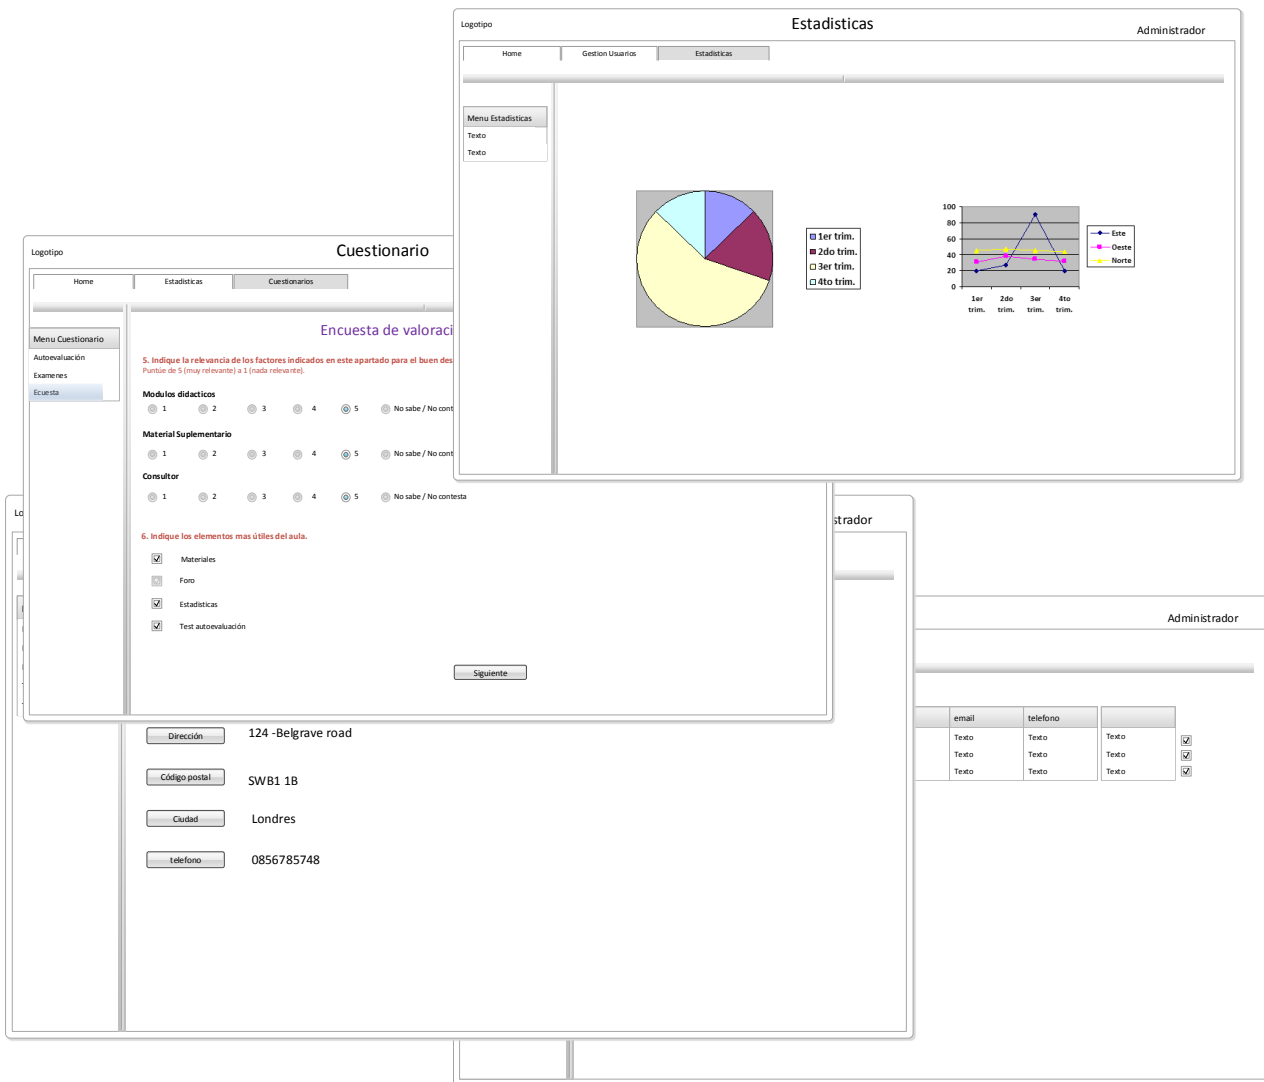 Logotipo
Estadisticas
Administrador
Home
Gestion Usuarios
Estadisticas
Menu Estadisticas
Texto
Texto
1er trim.
2do trim.
3er trim.
4to trim.
100
80
60
40
20
0
1er trim.
2do trim.
3er trim.
4to trim.
Este
Oeste
Norte
Logotipo
Cuestionario
Home
Estadisticas
Cuestionarios
Menu Cuestionario
Autoevaluación
Examenes
Ecuesta
Encuesta de valoraci
5. Indique la relevancia de los factores indicados en este apartado para el buen des
Puntúe de 5 (muy relevante) a 1 (nada relevante).
Modulos didacticos
1 2 3 4 5 No sabe / No cont
Material Suplementario
1 2 3 4 5 No sabe / No cont
Consultor
1 2 3 4 5 No sabe / No contesta
6. Indique los elementos mas útiles del aula.
Materiales
Foro
Estadisticas
Test autoevaluación
Siguiente
Lo
strador
Dirección 124 -Belgrave road
Código postal SWB1 1B
Ciudad Londres
telefono 0856785748
Administrador
email telefono
Texto Texto Texto
Texto Texto Texto
Texto Texto Texto